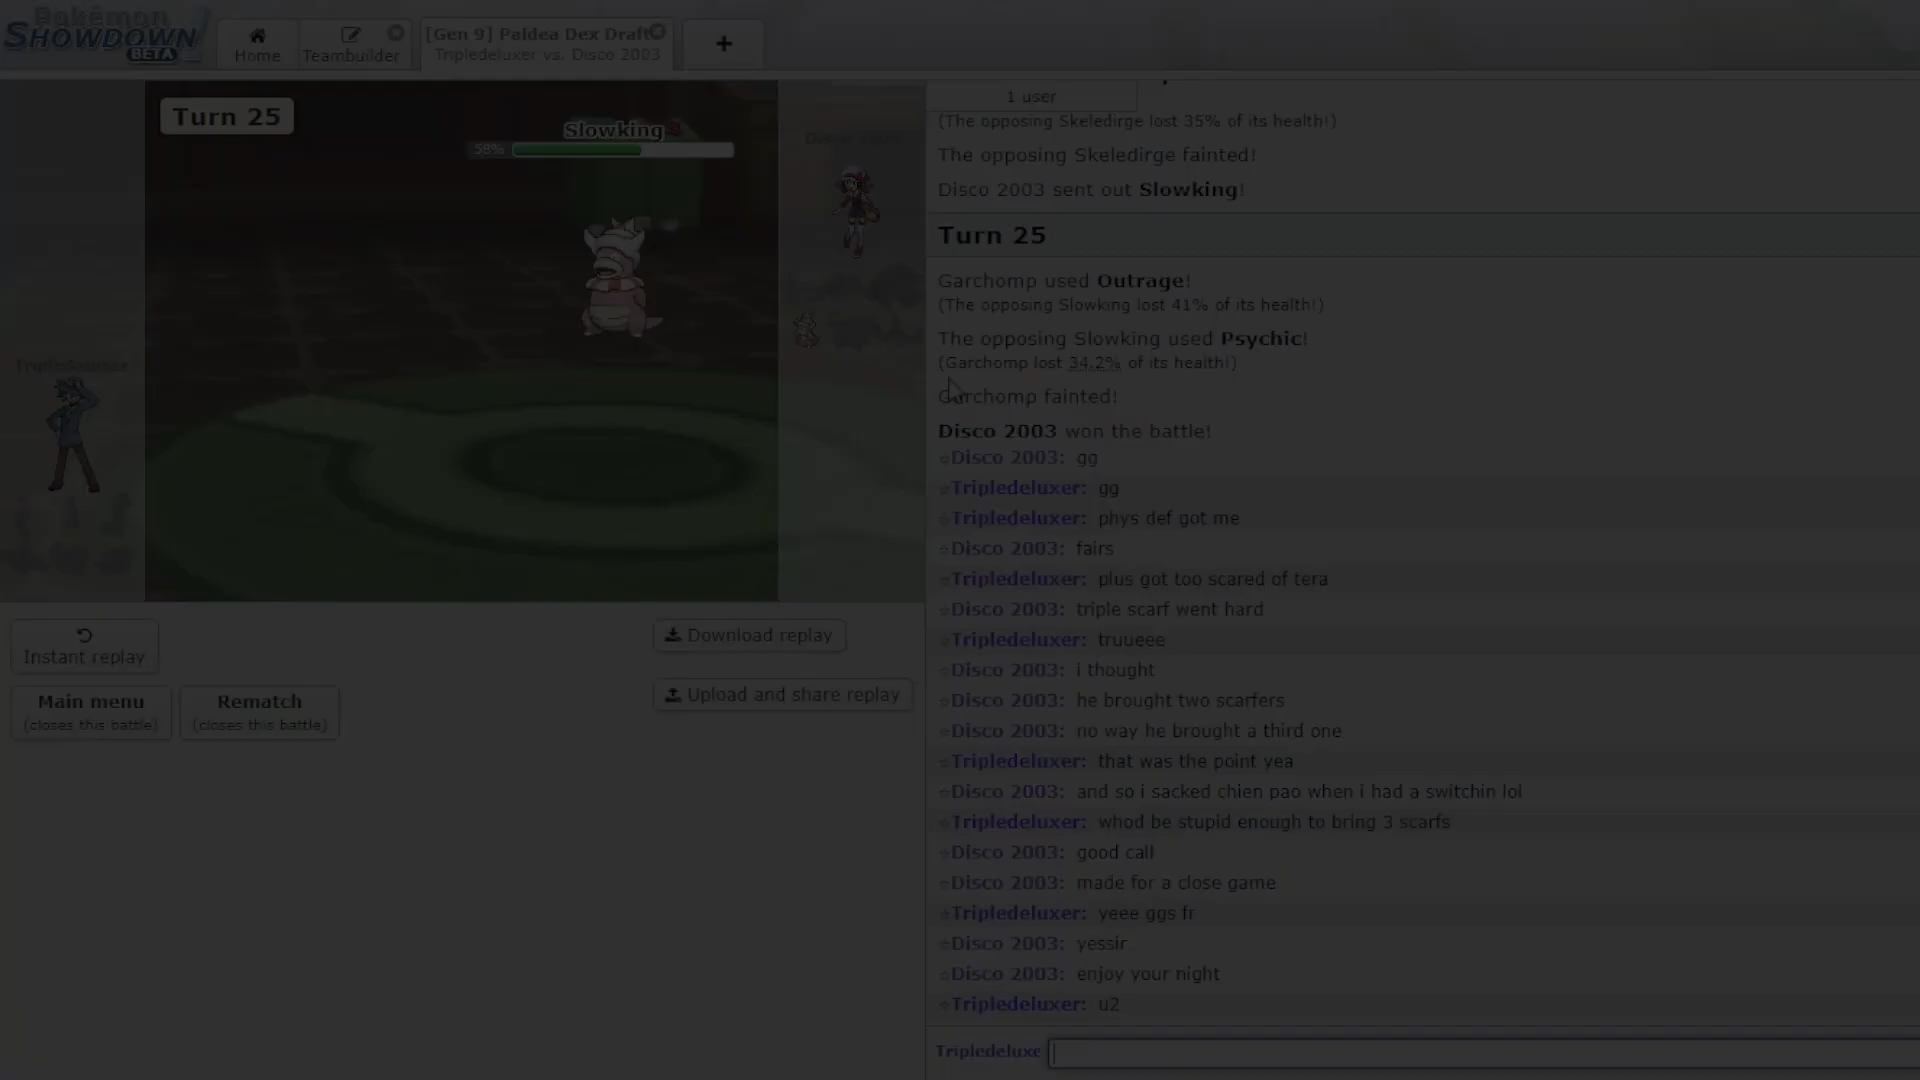 Pokémon
SHOWDOWN
BETA
Home
Teambuilder
[Gen 9] Paldea Dex Draft
Tripledeluxer vs. Disco 2003
+
Turn 25
Slowking
58%
Tripledeluxer
1 user
(The opposing Skeledirge lost 35% of its health!)
The opposing Skeledirge fainted!
Disco 2003 sent out Slowking!
Turn 25
Garchomp used Outrage!
(The opposing Slowking lost 41% of its health!)
The opposing Slowking used Psychic!
(Garchomp lost 34.2% of its health!)
Garchomp fainted!
Disco 2003 won the battle!
☆Disco 2003: gg
☆Tripledeluxer: gg
☆Tripledeluxer: phys def got me
☆Disco 2003: fairs
☆Tripledeluxer: plus got too scared of tera
☆Disco 2003: triple scarf went hard
☆Tripledeluxer: truueee
☆Disco 2003: i thought
☆Disco 2003: he brought two scarfers
☆Disco 2003: no way he brought a third one
☆Tripledeluxer: that was the point yea
☆Disco 2003: and so i sacked chien pao when i had a switchin lol
☆Tripledeluxer: whod be stupid enough to bring 3 scarfs
☆Disco 2003: good call
☆Disco 2003: made for a close game
☆Tripledeluxer: yeee ggs fr
☆Disco 2003: yessir
☆Disco 2003: enjoy your night
☆Tripledeluxer: u2
Tripledeluxe
Instant replay
Download replay
Upload and share replay
Main menu
(closes this battle)
Rematch
(closes this battle)